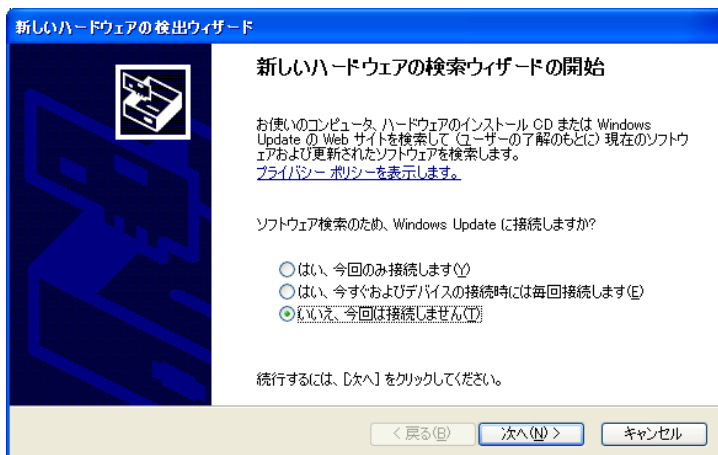 新しいハードウェアの検出ウィザード
新しいハードウェアの検索ウィザードの開始
お使いのコンピュータ、ハードウェアのインストール CD または Windows
Update の Web サイトを検索して (ユーザーの了解のもとに) 現在のソフトウ
ェアおよび更新されたソフトウェアを検索します。
プライバシー ポリシーを表示します。
ソフトウェア検索のため、Windows Update に接続しますか?
はい、今回のみ接続します(Y)
はい、今すぐおよびデバイスの接続時には毎回接続します(E)
いいえ、今回は接続しません(T)
続行するには、[次へ] をクリックしてください。
< 戻る(B) 次へ(N) > キャンセル